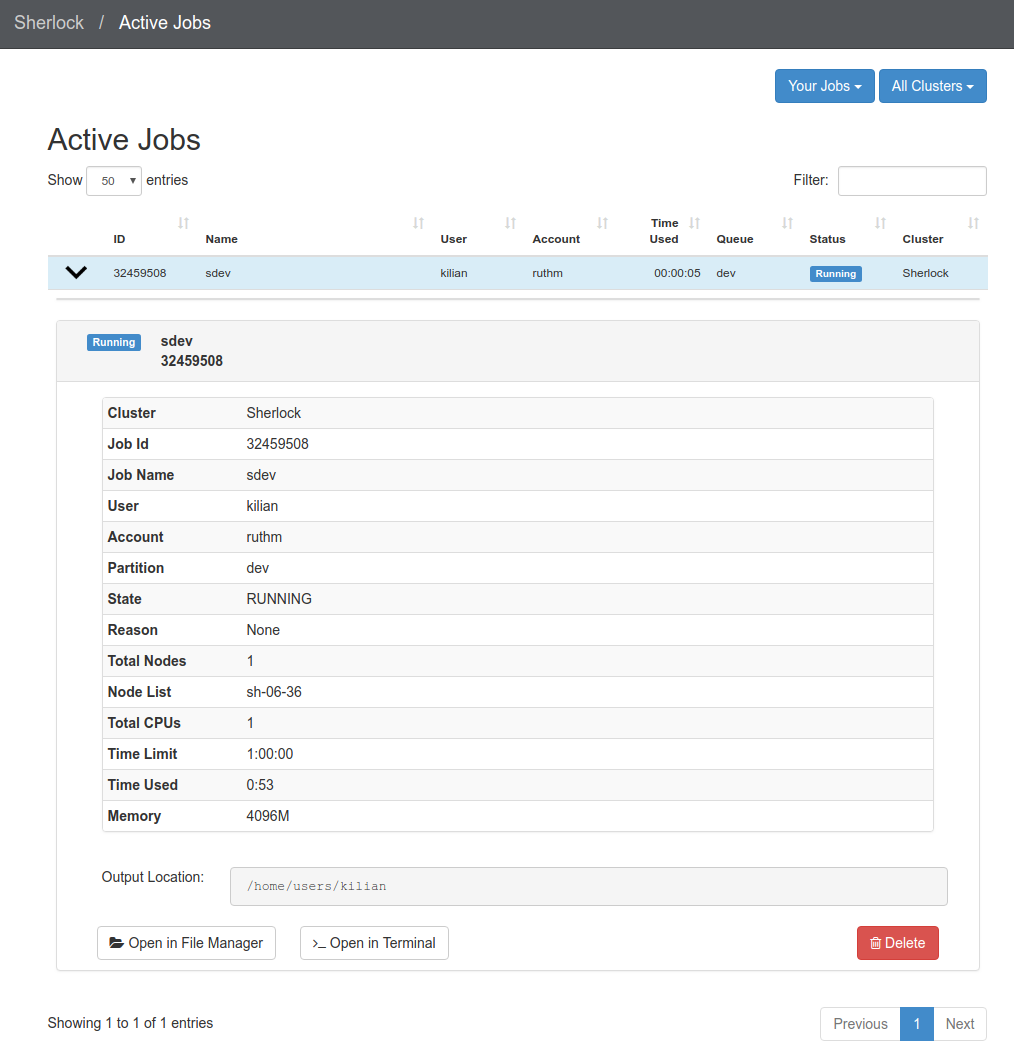 Sherlock / Active Jobs
Your Jobs All Clusters
Active Jobs
Show 50 entries Filter:
ID Name User Account Time Used Queue Status Cluster
32459508 sdev kilian ruthm 00:00:05 dev Running Sherlock
Running sdev
32459508
Cluster Sherlock
Job Id 32459508
Job Name sdev
User kilian
Account ruthm
Partition dev
State RUNNING
Reason None
Total Nodes 1
Node List sh-06-36
Total CPUs 1
Time Limit 1:00:00
Time Used 0:53
Memory 4096M
Output Location: /home/users/kilian
Open in File Manager >_ Open in Terminal Delete
Showing 1 to 1 of 1 entries Previous 1 Next